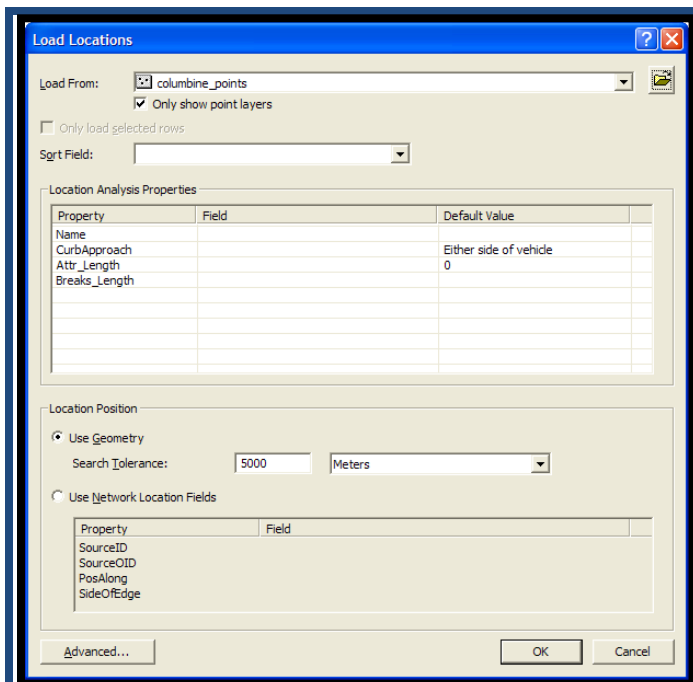 Load Locations
Load From: columbine_points
Only show point layers
Only load selected rows
Sort Field:
Location Analysis Properties
Property Field Default Value
Name
CurbApproach Either side of vehicle
Attr_Length 0
Breaks_Length
Location Position
Use Geometry
Search Tolerance: 5000 Meters
Use Network Location Fields
Property Field
SourceID
SourceOID
PosAlong
SideOfEdge
Advanced... OK Cancel